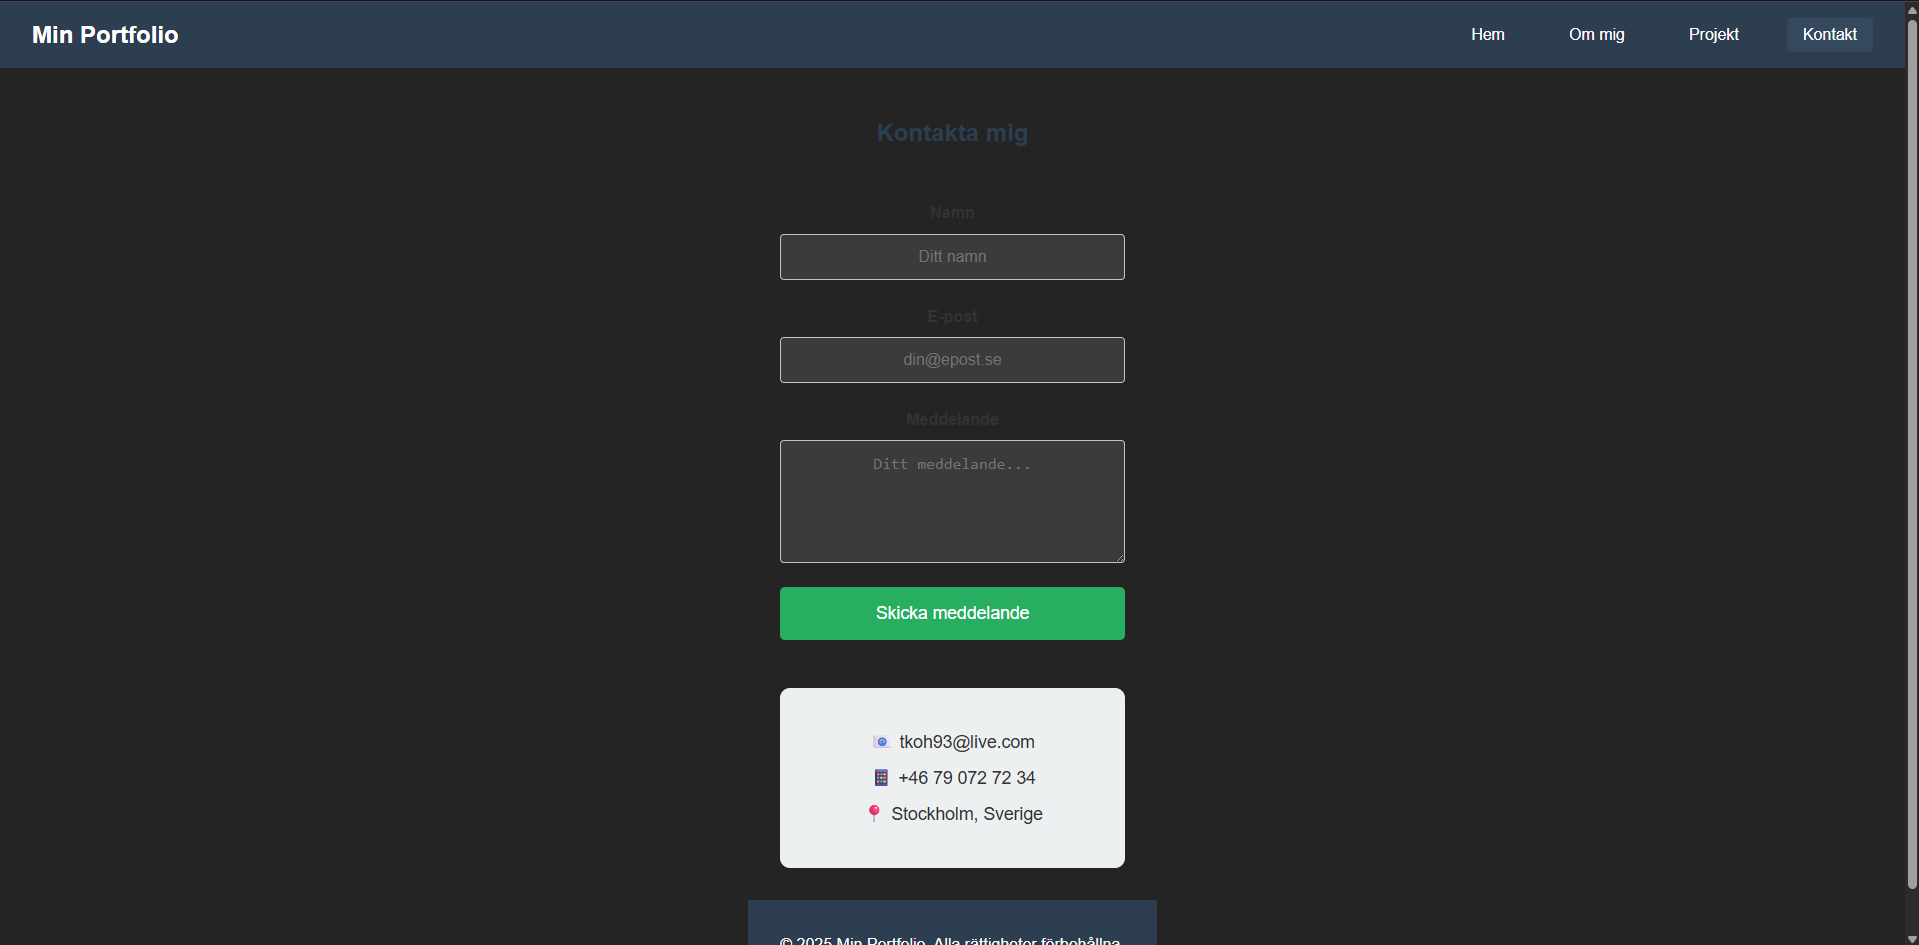 Min Portfolio
Hem
Om mig
Projekt
Kontakt
Kontakta mig
Namn
Ditt namn
E-post
din@epost.se
Meddelande
Ditt meddelande...
Skicka meddelande
tkoh93@live.com
+46 79 072 72 34
Stockholm, Sverige
© 2025 Min Portfolio. Alla rättigheter förbehållna